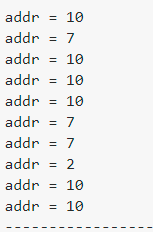 addr = 10
addr = 7
addr = 10
addr = 10
addr = 10
addr = 7
addr = 7
addr = 2
addr = 10
addr = 10
-----------------